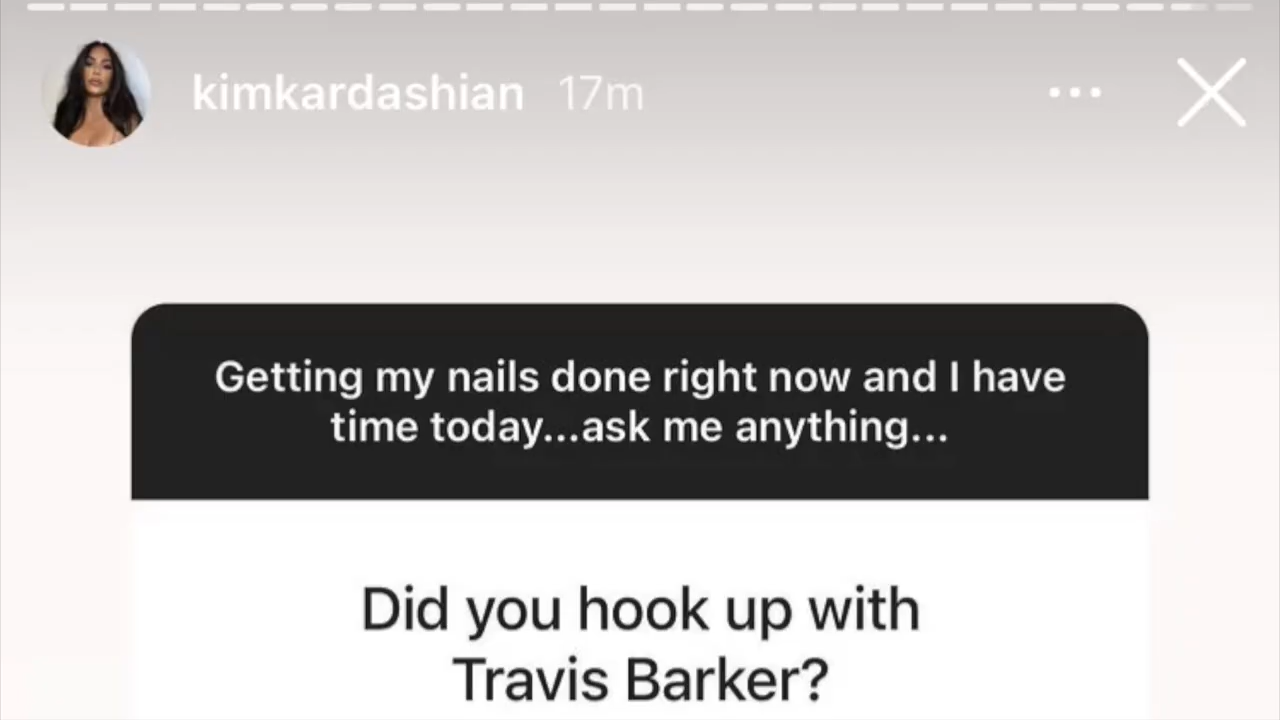 kimkardashian 17m
Getting my nails done right now and I have
time today...ask me anything...
Did you hook up with
Travis Barker?